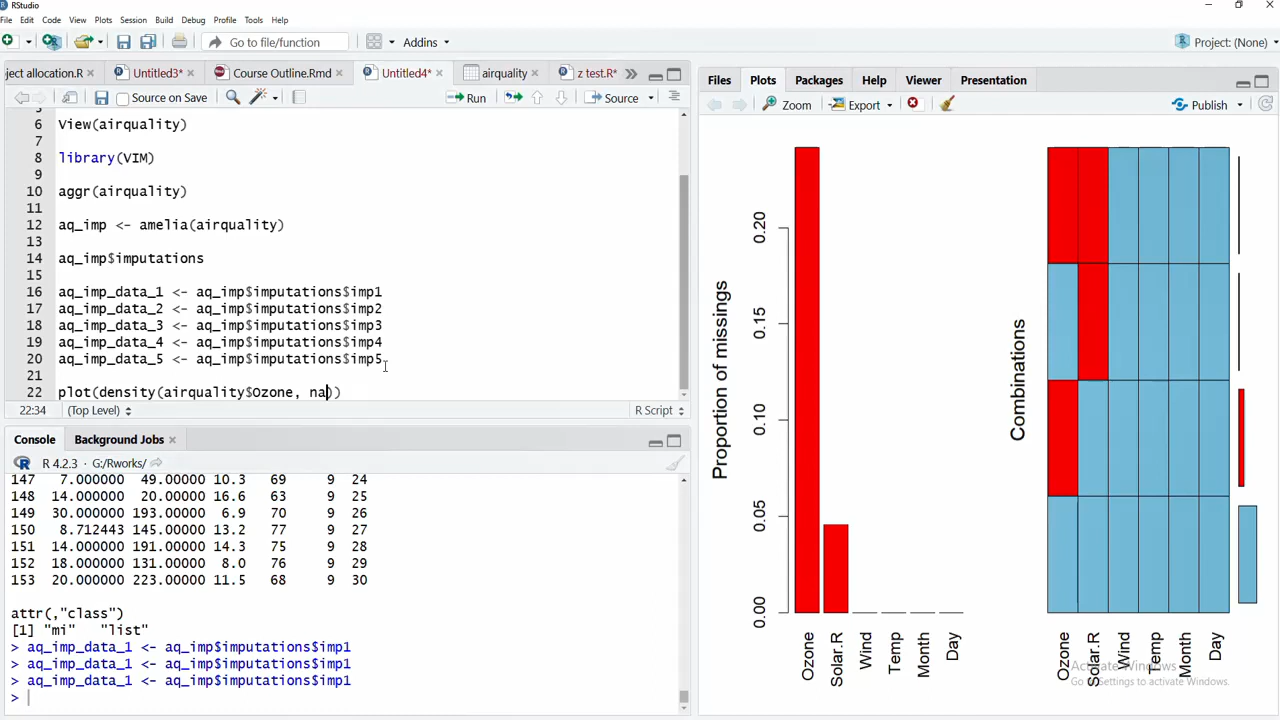 RStudio
File Edit Code View Plots Session Build Debug Profile Tools Help
Go to file/function Addins Project: (None)
ject allocation.R Untitled3* Course Outline.Rmd Untitled4* airquality z test.R*
Source on Save Run Source
6 View(airquality)
7
8 library(VIM)
9
10 aggr(airquality)
11
12 aq_imp <- amelia(airquality)
13
14 aq_imp$imputations
15
16 aq_imp_data_1 <- aq_imp$imputations$imp1
17 aq_imp_data_2 <- aq_imp$imputations$imp2
18 aq_imp_data_3 <- aq_imp$imputations$imp3
19 aq_imp_data_4 <- aq_imp$imputations$imp4
20 aq_imp_data_5 <- aq_imp$imputations$imp5
21
22 plot(density(airquality$Ozone, na))
22:34 (Top Level) R Script
Console Background Jobs
R 4.2.3 · G:/Rworks/
147 7.000000 49.00000 10.3 69 9 24
148 14.000000 20.00000 16.6 63 9 25
149 30.000000 193.00000 6.9 70 9 26
150 8.712443 145.00000 13.2 77 9 27
151 14.000000 191.00000 14.3 75 9 28
152 18.000000 131.00000 8.0 76 9 29
153 20.000000 223.00000 11.5 68 9 30
attr(,"class")
[1] "mi" "list"
> aq_imp_data_1 <- aq_imp$imputations$imp1
> aq_imp_data_1 <- aq_imp$imputations$imp1
> aq_imp_data_1 <- aq_imp$imputations$imp1
>
Files Plots Packages Help Viewer Presentation
Zoom Export Publish
Proportion of missings
0.20
0.15
0.10
0.05
0.00
Ozone Solar.R Wind Temp Month Day
Combinations
Ozone Solar.R Wind Temp Month Day
Activate Windows
Go to Settings to activate Windows.